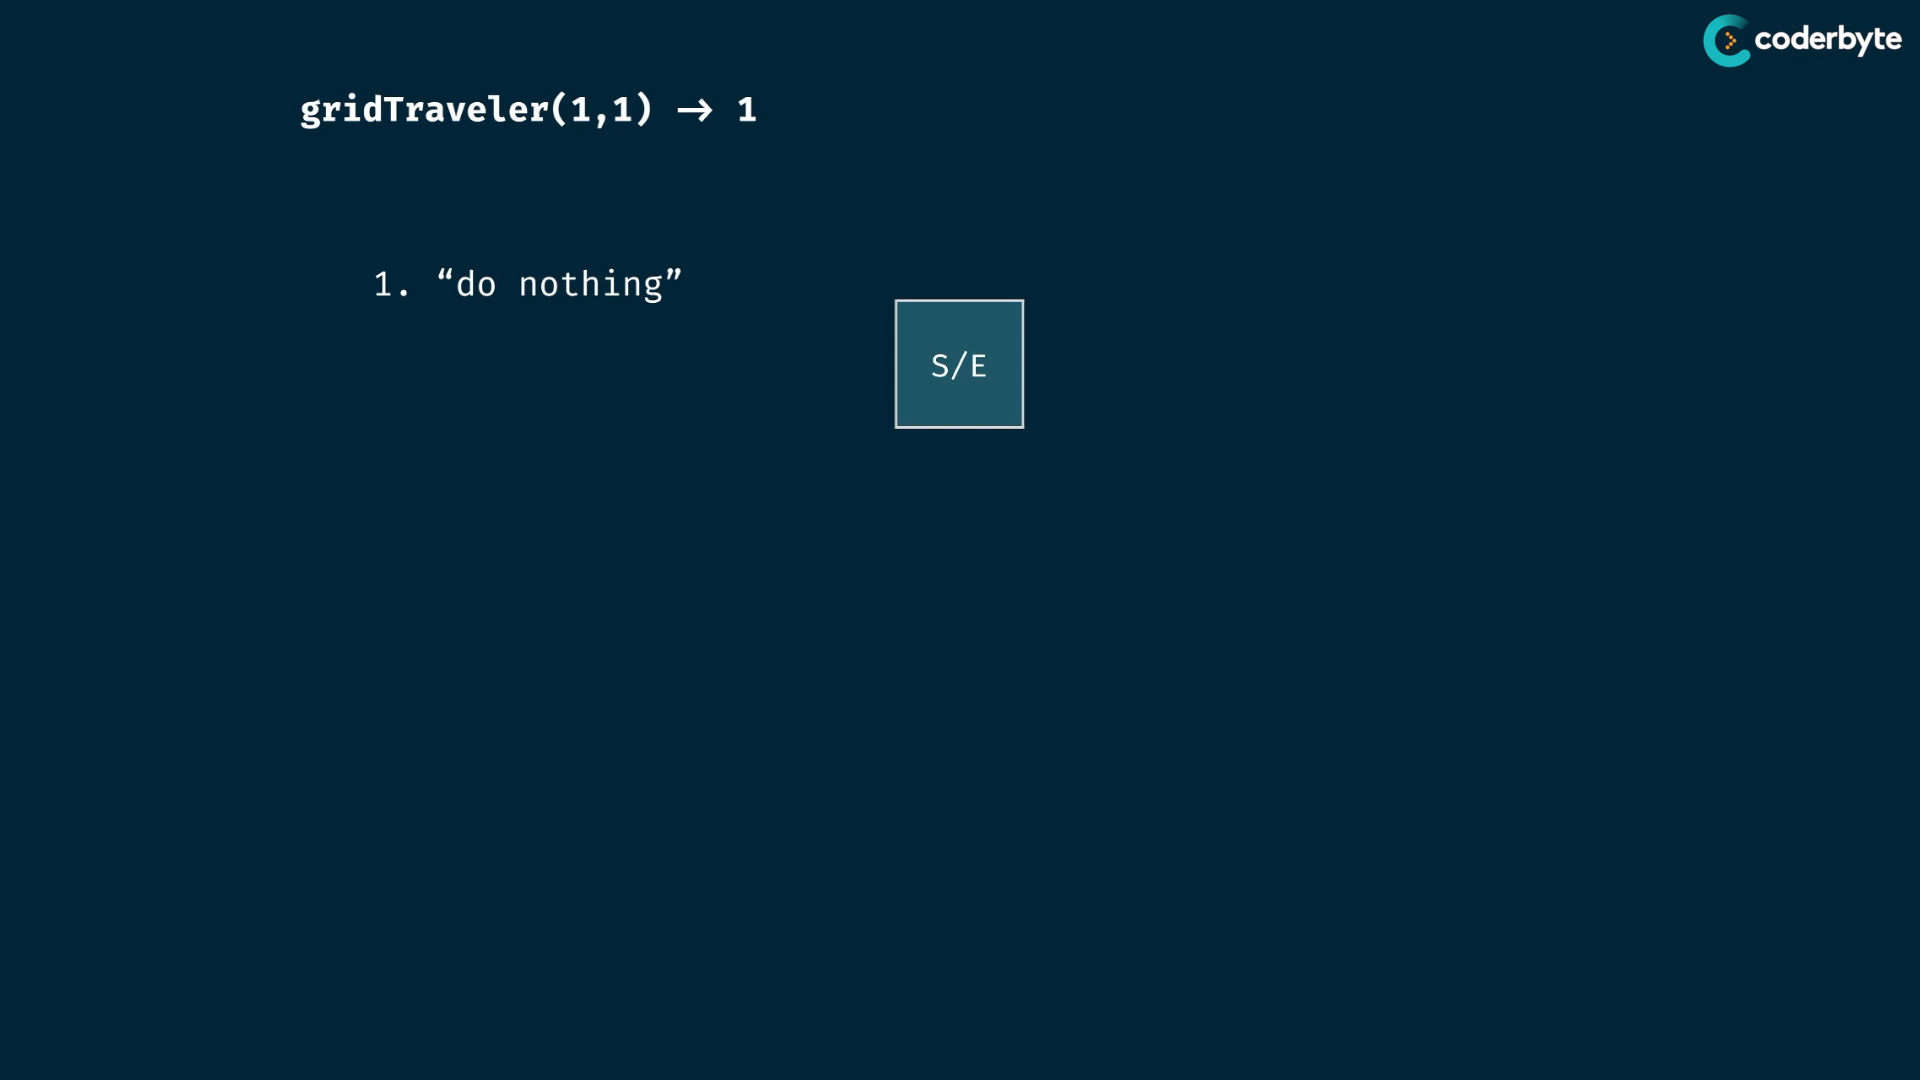 coderbyte
gridTraveler(1,1) → 1
1. “do nothing”
S/E